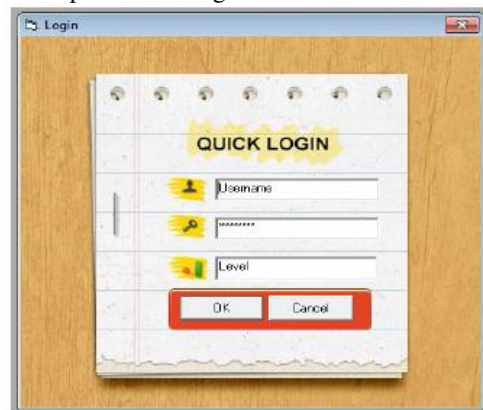 Login
QUICK LOGIN
Username
********
Level
OK Cancel